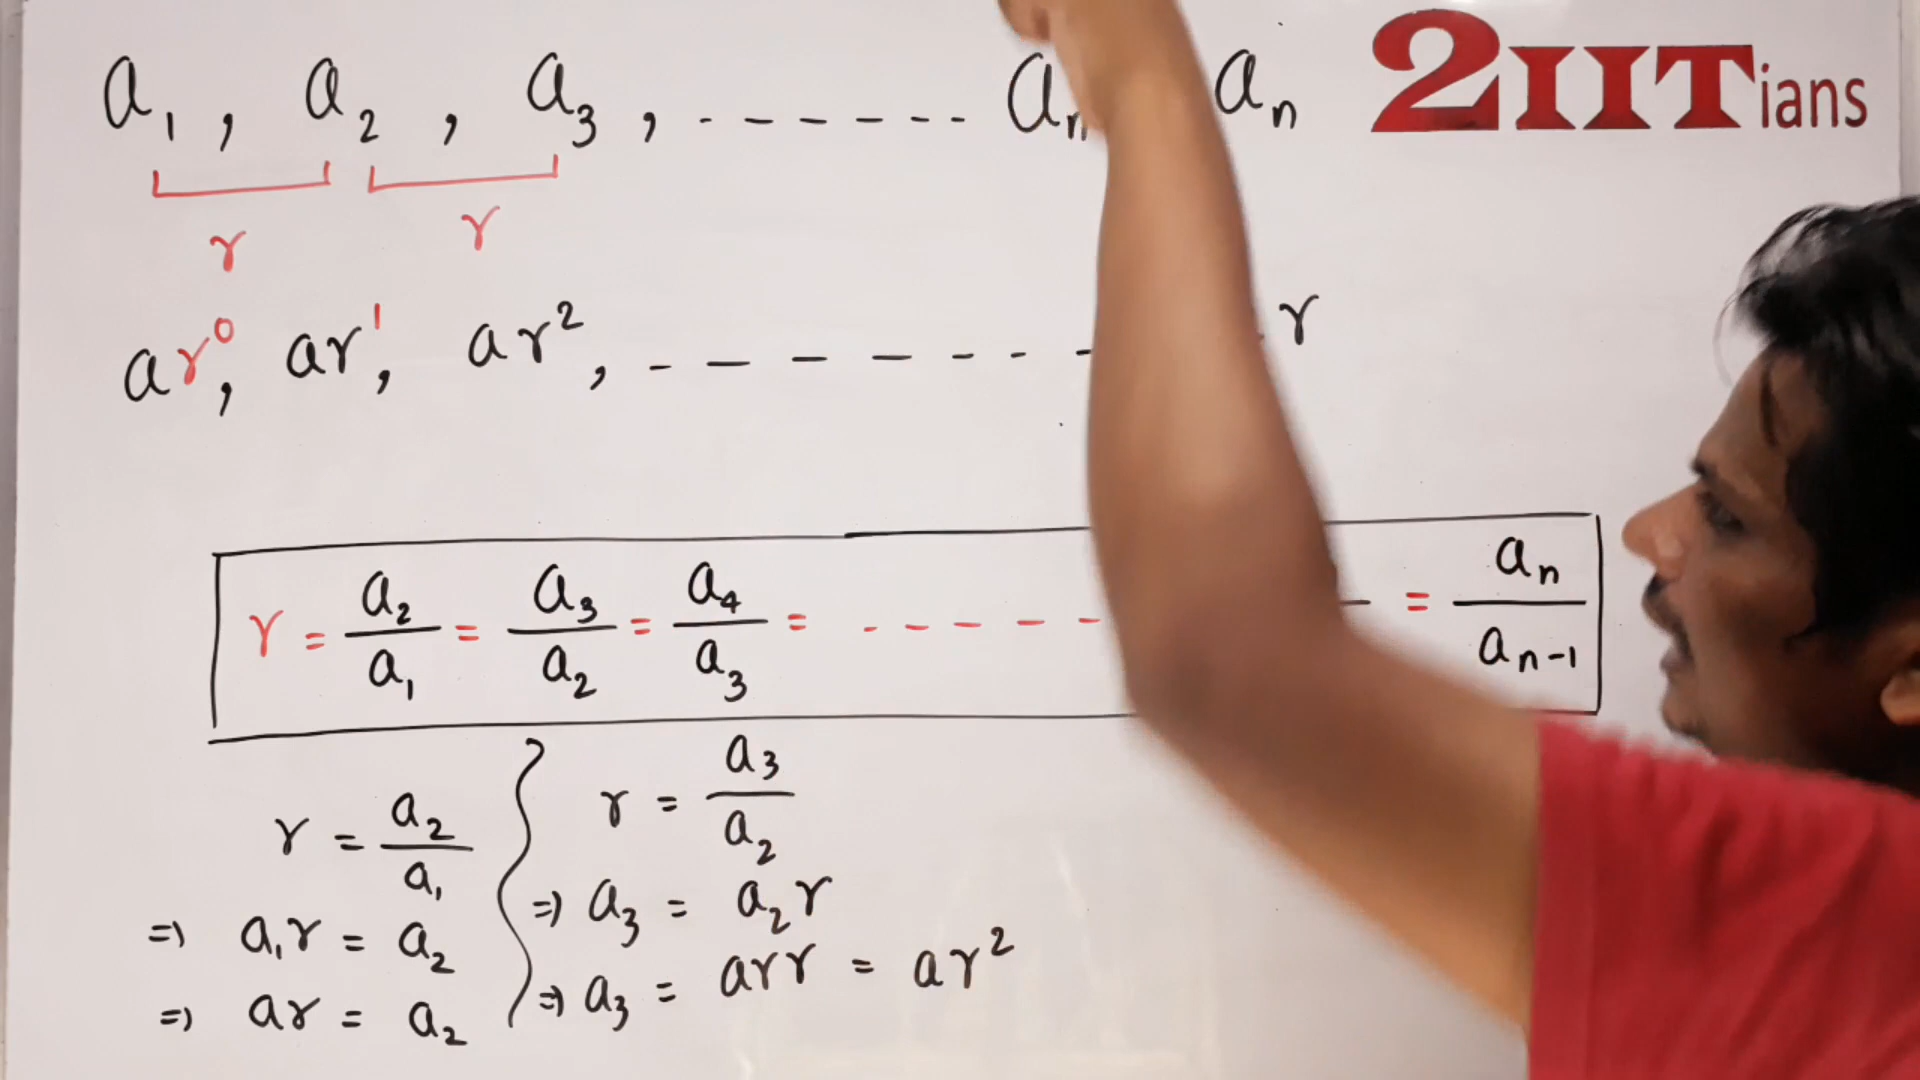 a₁, a₂, a₃, ------ aₙ aₙ 2IITians
r r
ar⁰, ar¹, ar², -------- r
r = a₂/a₁ = a₃/a₂ = a₄/a₃ = ----- = aₙ/aₙ₋₁
r = a₂/a₁
⇒ a₁r = a₂
⇒ ar = a₂
r = a₃/a₂
⇒ a₃ = a₂r
⇒ a₃ = arr = ar²